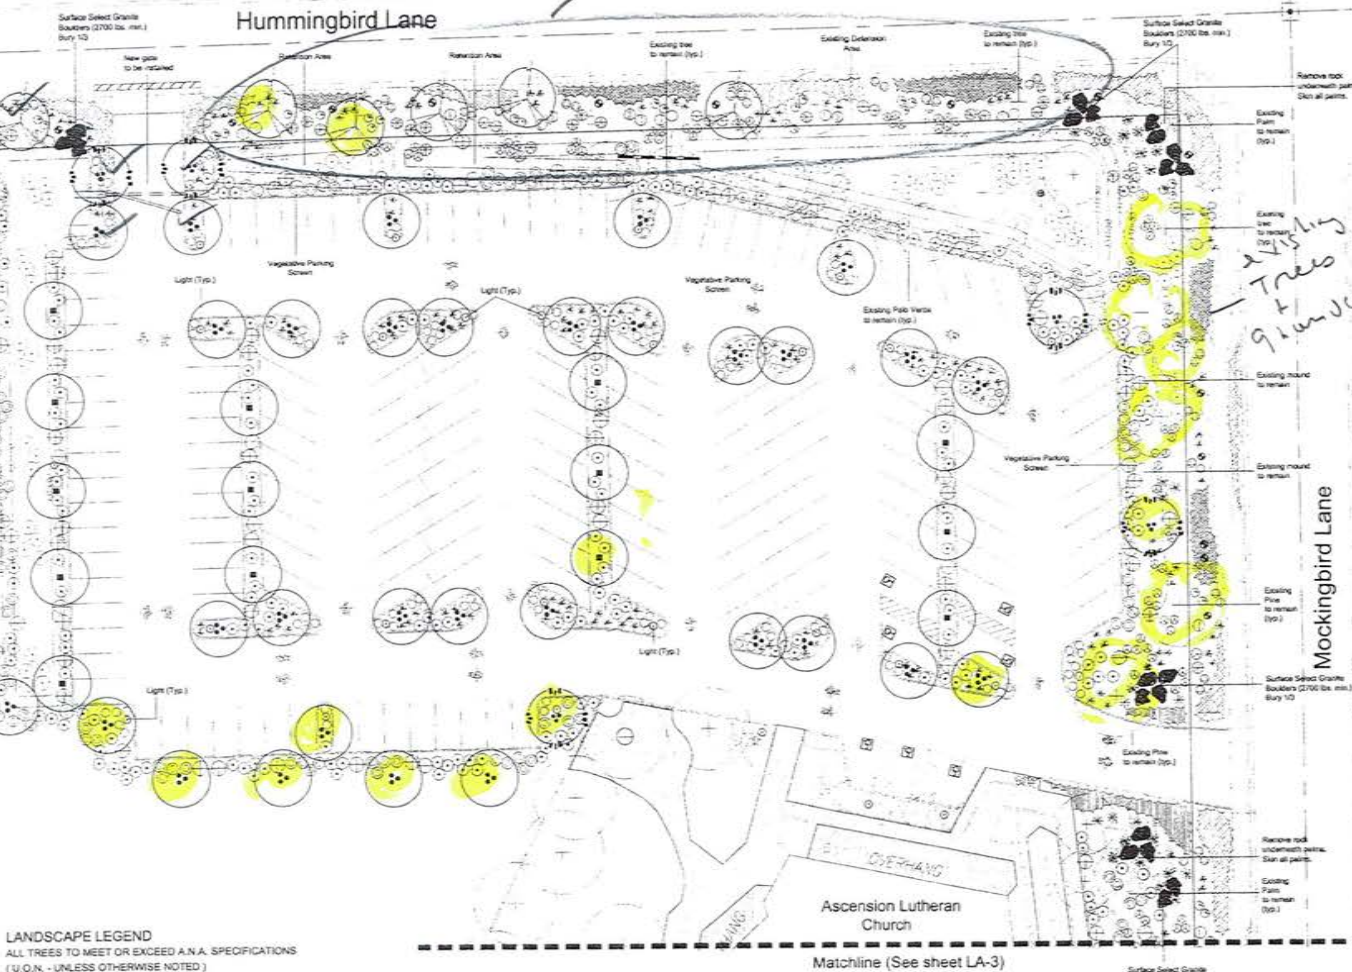 Hummingbird Lane
Surface Select Granite
Boulders (2700 lbs. min.)
Bury 1/3
New gate
to be installed
Retention Area
Retention Area
Existing tree
to remain (typ.)
Existing Detension
Area
Existing tree
to remain (typ.)
Surface Select Granite
Boulders (2700 lbs. min.)
Bury 1/3
Remove rock
underneath palms.
Skin all palms.
Existing
Palm
to remain
(typ.)
Existing
tree
to remain
(typ.)
existing
Trees
+
Light (Typ.)
Vegetative Parking
Screen
Light (Typ.)
Vegetative Parking
Screen
Existing Palo Verde
to remain (typ.)
Existing mound
to remain
Vegetative Parking
Screen
Existing mound
to remain
Mockingbird Lane
Existing
Pine
to remain
(typ.)
Light (Typ.)
Light (Typ.)
Surface Select Granite
Boulders (2700 lbs. min.)
Bury 1/3
Existing Pine
to remain (typ.)
Remove rock
underneath palms.
Skin all palms.
Existing
Palm
to remain
(typ.)
OVERHANG
Ascension Lutheran
Church
LANDSCAPE LEGEND
ALL TREES TO MEET OR EXCEED A.N.A. SPECIFICATIONS
( U.O.N. - UNLESS OTHERWISE NOTED )
Matchline (See sheet LA-3)
Surface Select Granite